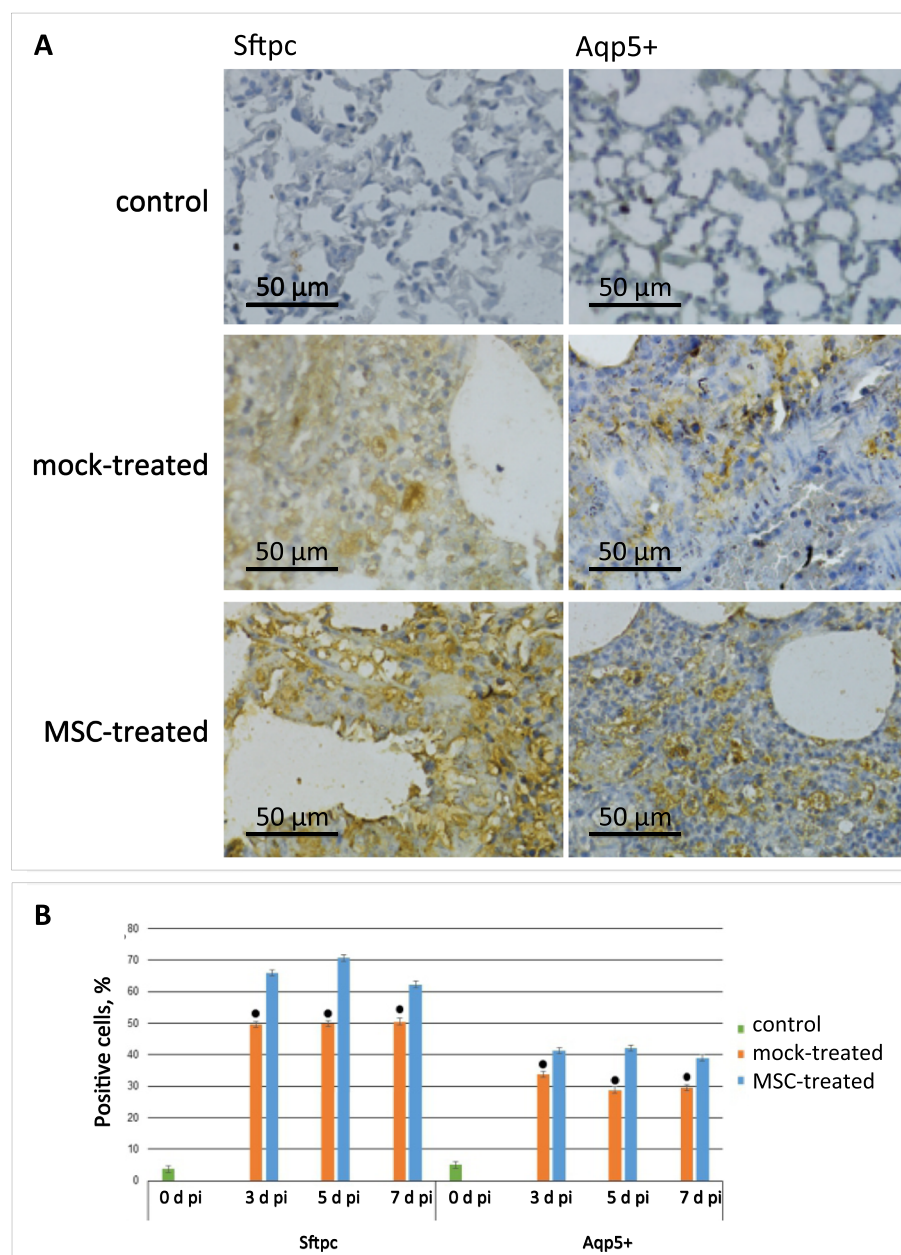 A
Sftpc Aqp5+
control
50 µm 50 µm
mock-treated
50 µm 50 µm
MSC-treated
50 µm 50 µm
B
Positive cells, %
80
70
60
50
40
30
20
10
0
0 d pi 3 d pi 5 d pi 7 d pi 0 d pi 3 d pi 5 d pi 7 d pi
Sftpc Aqp5+
control
mock-treated
MSC-treated